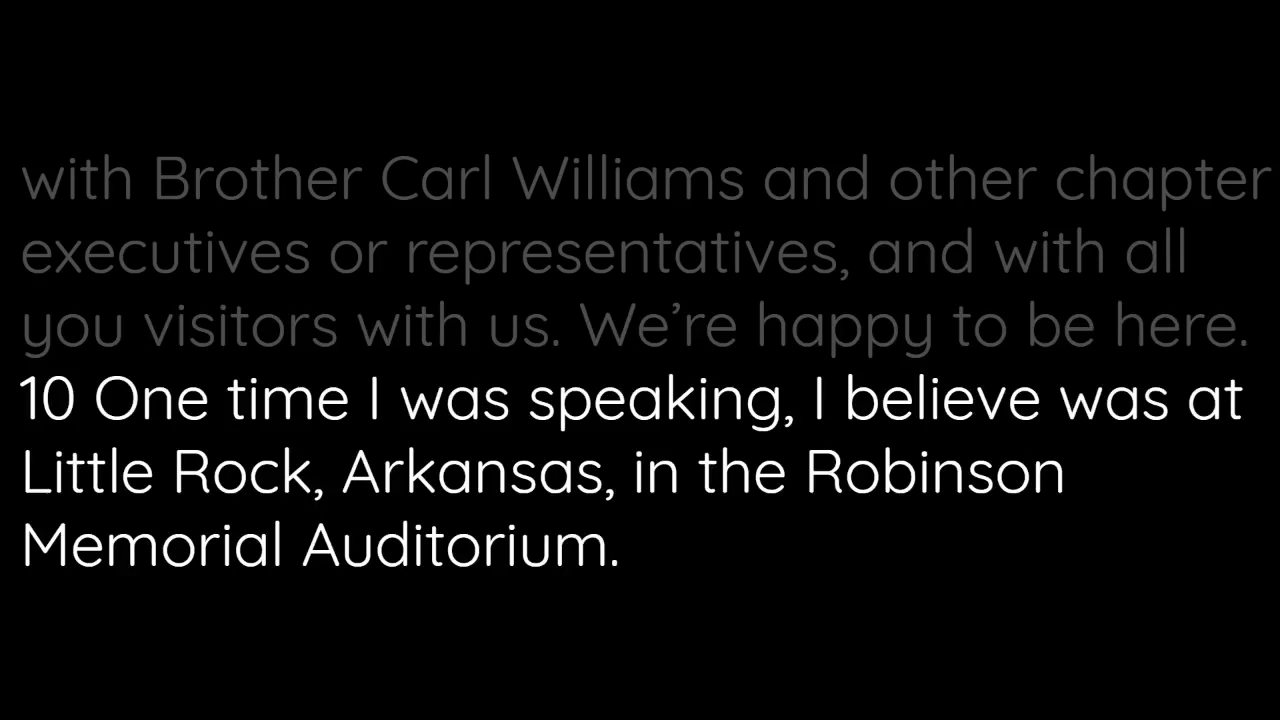 with Brother Carl Williams and other chapter
executives or representatives, and with all
you visitors with us. We’re happy to be here.
10 One time I was speaking, I believe was at
Little Rock, Arkansas, in the Robinson
Memorial Auditorium.